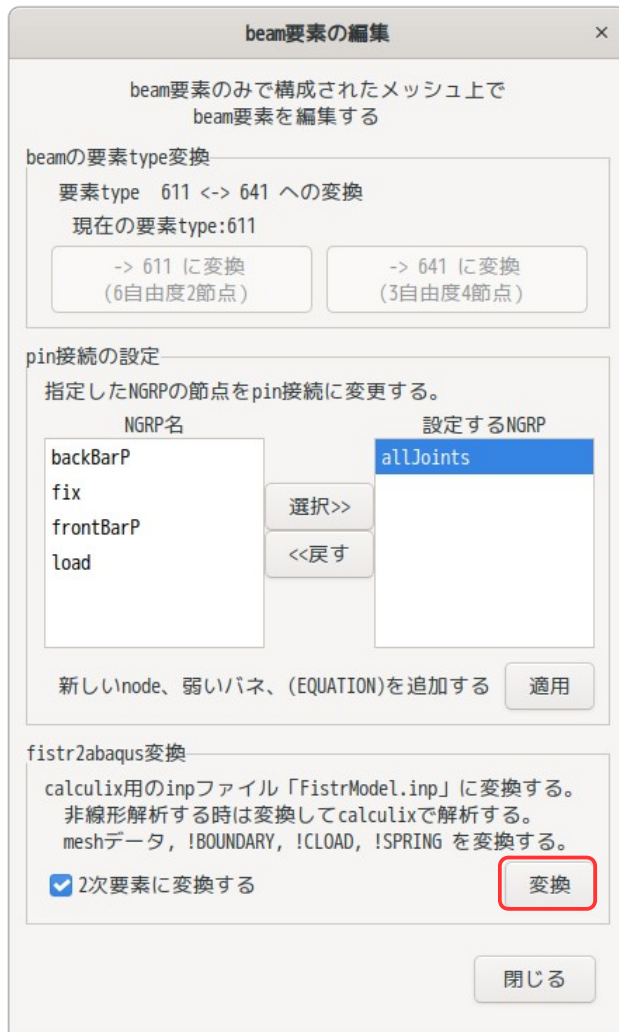 beam要素の編集
×
beam要素のみで構成されたメッシュ上で
beam要素を編集する
beamの要素type変換
要素type 611 <-> 641 への変換
現在の要素type:611
-> 611 に変換
(6自由度2節点)
-> 641 に変換
(3自由度4節点)
pin接続の設定
指定したNGRPの節点をpin接続に変更する。
NGRP名
設定するNGRP
backBarP
fix
frontBarP
load
選択>>
<<戻す
allJoints
新しいnode、弱いバネ、(EQUATION)を追加する
適用
fistr2abaqus変換
calculix用のinpファイル「FistrModel.inp」に変換する。
非線形解析する時は変換してcalculixで解析する。
meshデータ, !BOUNDARY, !CLOAD, !SPRING を変換する。
2次要素に変換する
変換
閉じる